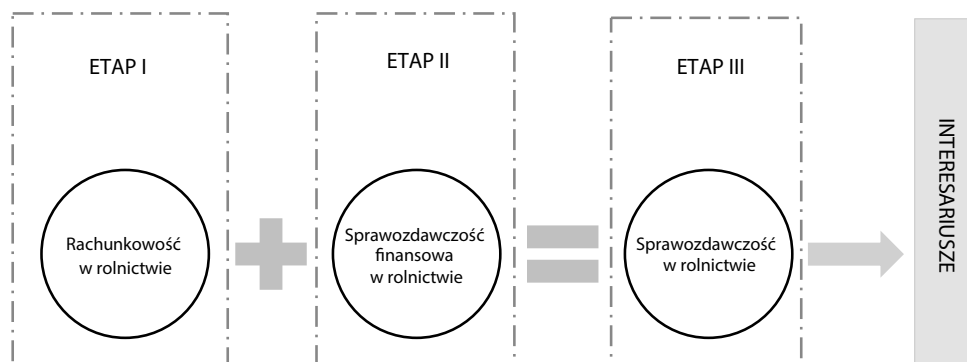 ETAP I
Rachunkowość
w rolnictwie
ETAP II
Sprawozdawczość
finansowa
w rolnictwie
ETAP III
Sprawozdawczość
w rolnictwie
INTERESARIUSZE